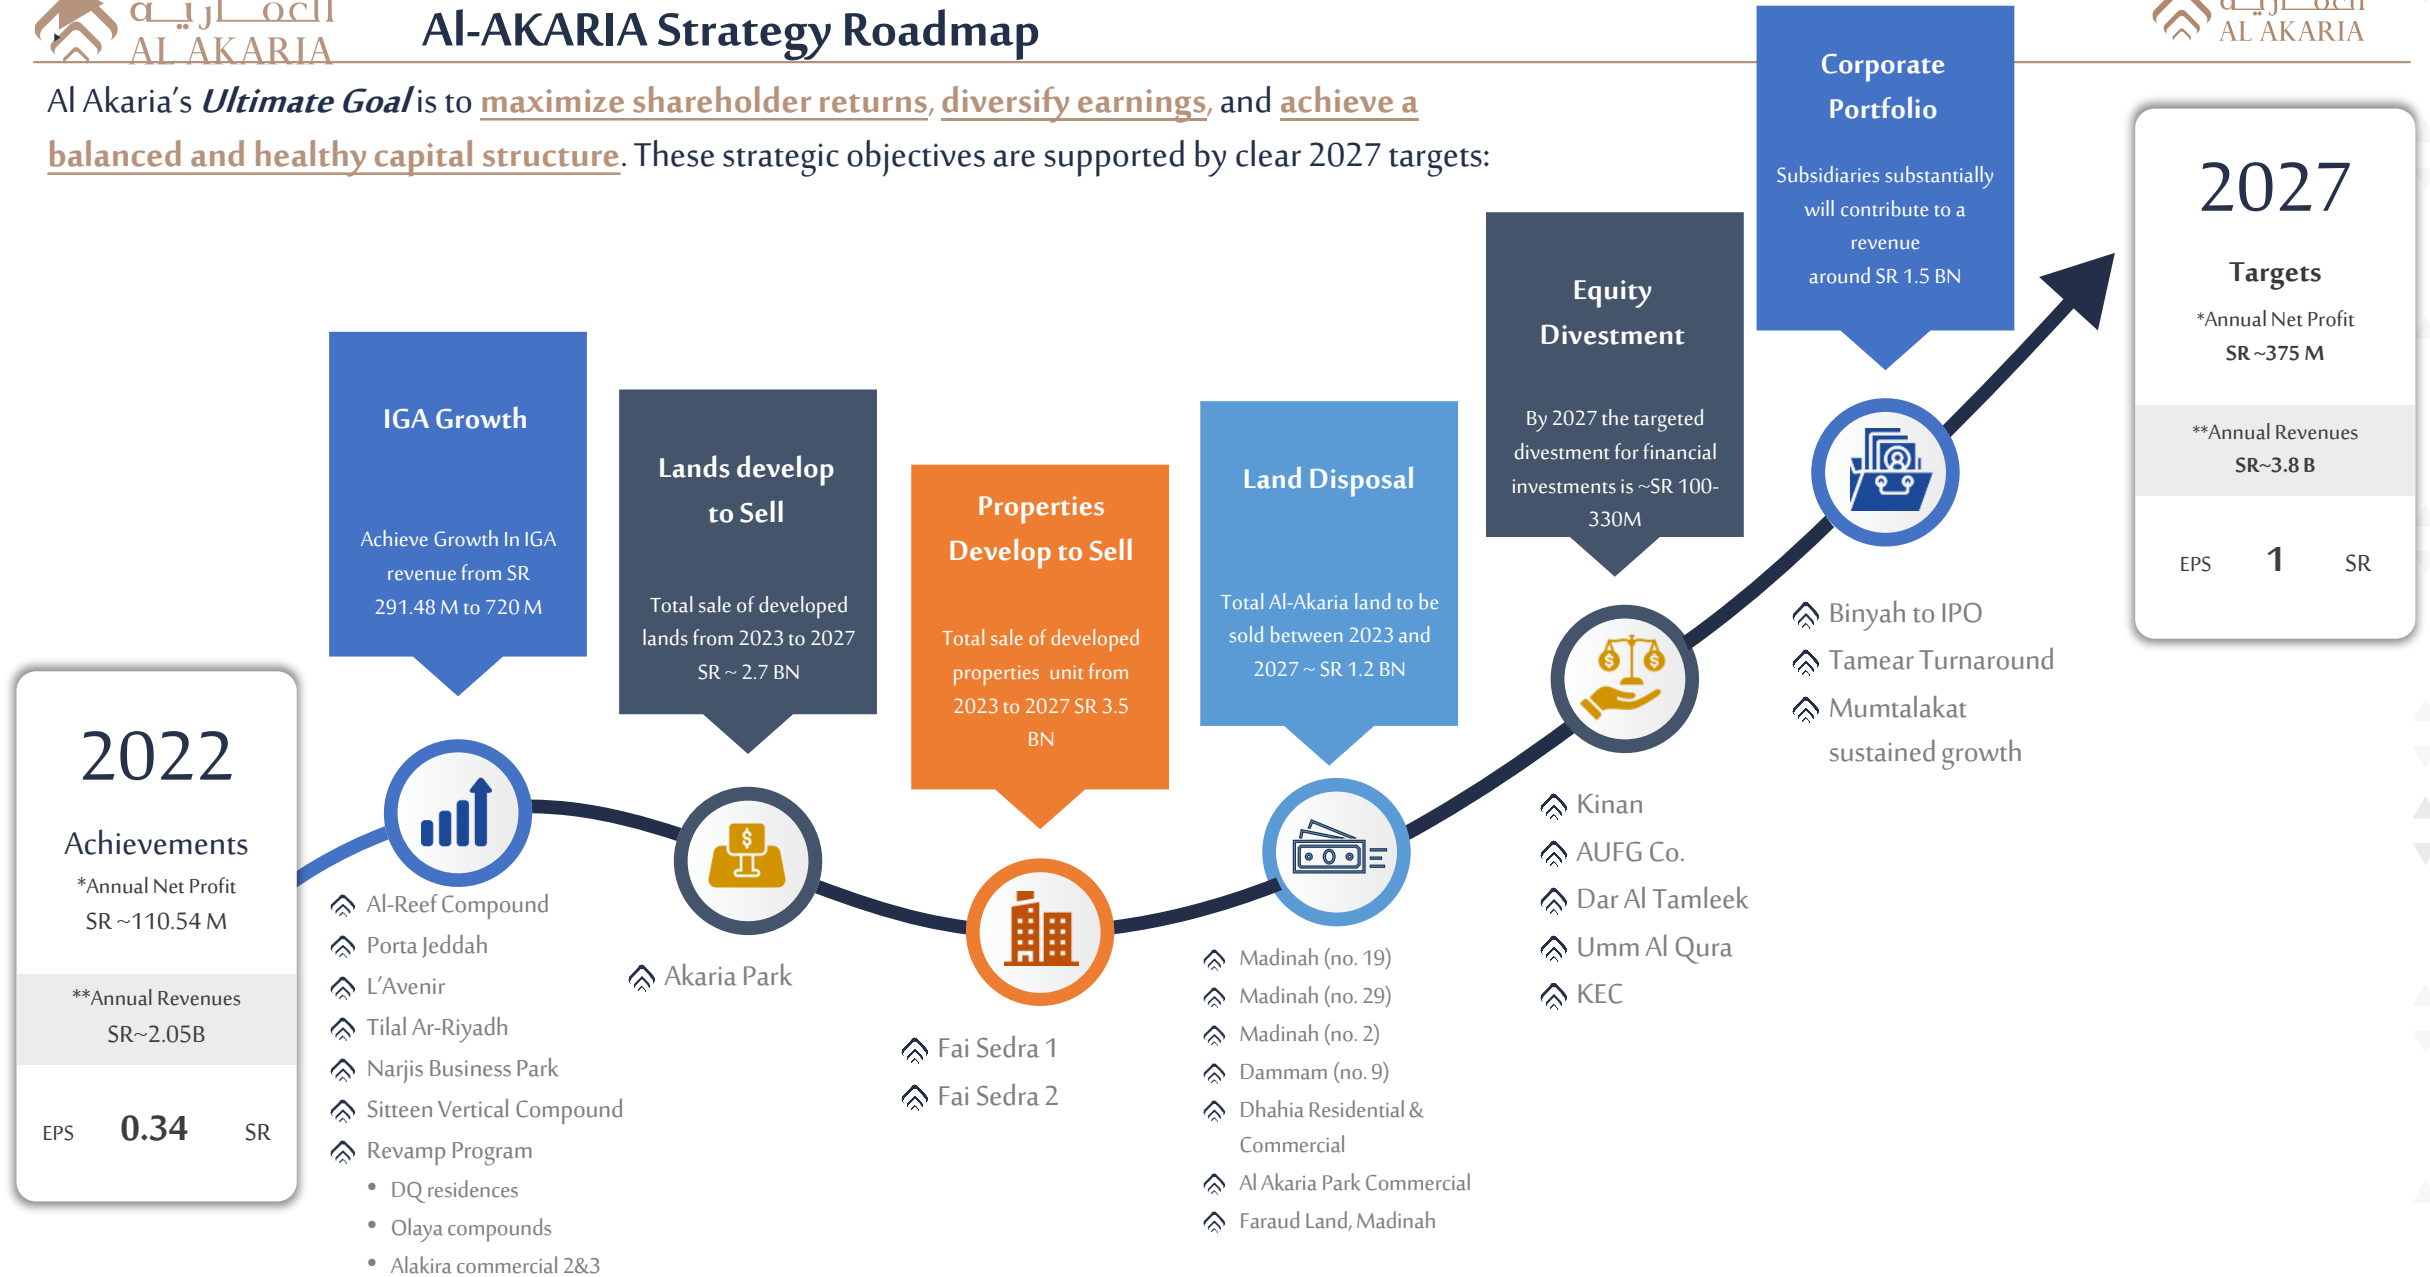 العقارية
AL AKARIA
Al-AKARIA Strategy Roadmap
العقارية
AL AKARIA
Al Akaria’s Ultimate Goal is to maximize shareholder returns, diversify earnings, and achieve a
balanced and healthy capital structure. These strategic objectives are supported by clear 2027 targets:
2022
Achievements
*Annual Net Profit
SR ~110.54 M
**Annual Revenues
SR~2.05B
EPS 0.34 SR
IGA Growth
Achieve Growth In IGA
revenue from SR
291.48 M to 720 M
Al-Reef Compound
Porta Jeddah
L’Avenir
Tilal Ar-Riyadh
Narjis Business Park
Sitteen Vertical Compound
Revamp Program
• DQ residences
• Olaya compounds
• Alakira commercial 2&3
Lands develop
to Sell
Total sale of developed
lands from 2023 to 2027
SR ~ 2.7 BN
Akaria Park
Properties
Develop to Sell
Total sale of developed
properties unit from
2023 to 2027 SR 3.5
BN
Fai Sedra 1
Fai Sedra 2
Land Disposal
Total Al-Akaria land to be
sold between 2023 and
2027 ~ SR 1.2 BN
Madinah (no. 19)
Madinah (no. 29)
Madinah (no. 2)
Dammam (no. 9)
Dhahia Residential &
Commercial
Al Akaria Park Commercial
Faraud Land, Madinah
Equity
Divestment
By 2027 the targeted
divestment for financial
investments is ~SR 100-
330M
Kinan
AUFG Co.
Dar Al Tamleek
Umm Al Qura
KEC
Corporate
Portfolio
Subsidiaries substantially
will contribute to a
revenue
around SR 1.5 BN
Binyah to IPO
Tamear Turnaround
Mumtalakat
sustained growth
2027
Targets
*Annual Net Profit
SR ~375 M
**Annual Revenues
SR~3.8 B
EPS 1 SR